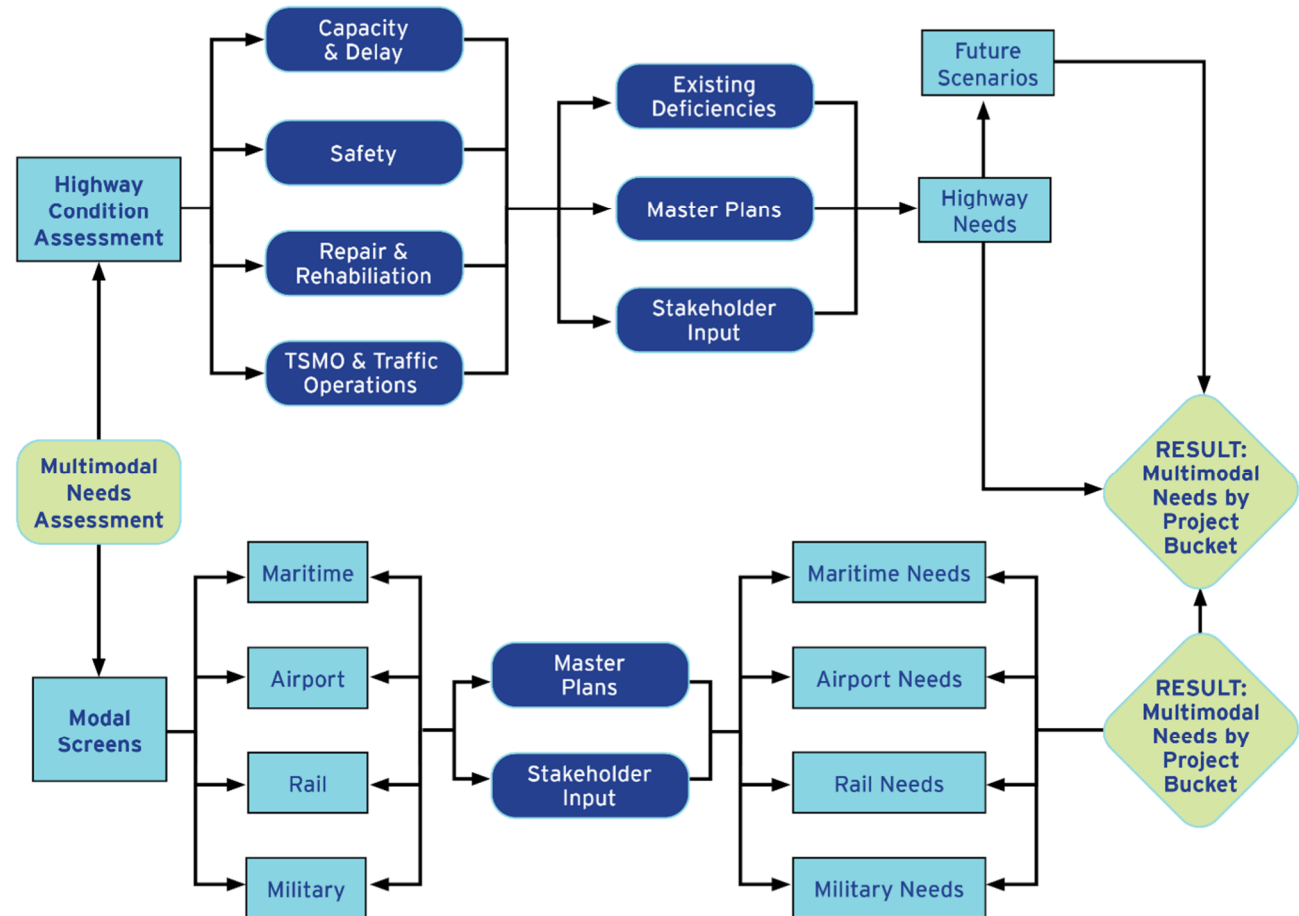 Capacity
& Delay
Safety
Repair &
Rehabiliation
TSMO & Traffic
Operations
Highway
Condition
Assessment
Existing
Deficiencies
Master Plans
Stakeholder
Input
Future
Scenarios
Highway
Needs
Multimodal
Needs
Assessment
RESULT:
Multimodal
Needs by
Project
Bucket
Modal
Screens
Maritime
Airport
Rail
Military
Master
Plans
Stakeholder
Input
Maritime Needs
Airport Needs
Rail Needs
Military Needs
RESULT:
Multimodal
Needs by
Project
Bucket